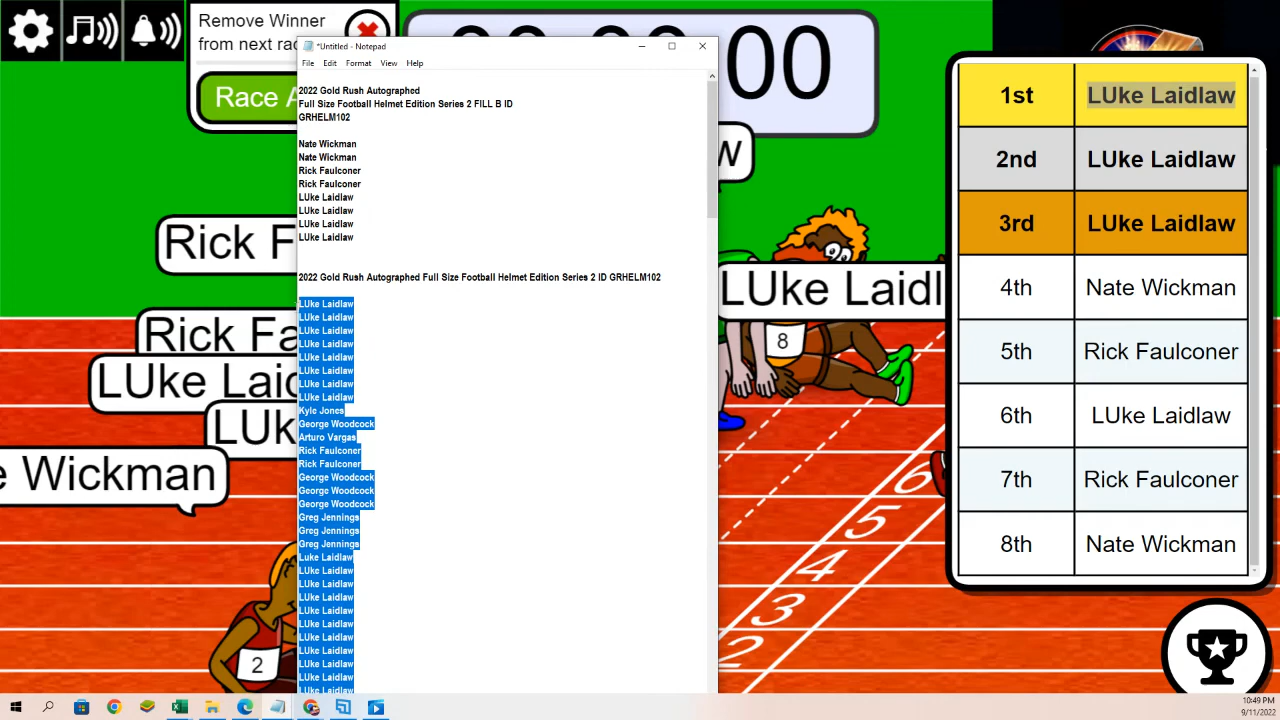 Remove Winner
from next rac
Race A
00:00:00
*Untitled - Notepad
File Edit Format View Help
2022 Gold Rush Autographed
Full Size Football Helmet Edition Series 2 FILL B ID
GRHELM102
Nate Wickman
Nate Wickman
Rick Faulconer
Rick Faulconer
LUke Laidlaw
LUke Laidlaw
LUke Laidlaw
LUke Laidlaw
2022 Gold Rush Autographed Full Size Football Helmet Edition Series 2 ID GRHELM102
LUke Laidlaw
LUke Laidlaw
LUke Laidlaw
LUke Laidlaw
LUke Laidlaw
LUke Laidlaw
LUke Laidlaw
LUke Laidlaw
Kyle Jones
George Woodcock
Arturo Vargas
Rick Faulconer
Rick Faulconer
George Woodcock
George Woodcock
George Woodcock
Greg Jennings
Greg Jennings
Greg Jennings
Luke Laidlaw
LUke Laidlaw
LUke Laidlaw
LUke Laidlaw
LUke Laidlaw
LUke Laidlaw
LUke Laidlaw
LUke Laidlaw
LUke Laidlaw
LUke Laidlaw
LUke Laidlaw
Rick F
Rick Fa
LUke Laid
LUk
e Wickman
w
LUke Laidl
8
2
6
5
4
3
2
1st LUke Laidlaw
2nd LUke Laidlaw
3rd LUke Laidlaw
4th Nate Wickman
5th Rick Faulconer
6th LUke Laidlaw
7th Rick Faulconer
8th Nate Wickman
10:49 PM
9/11/2022